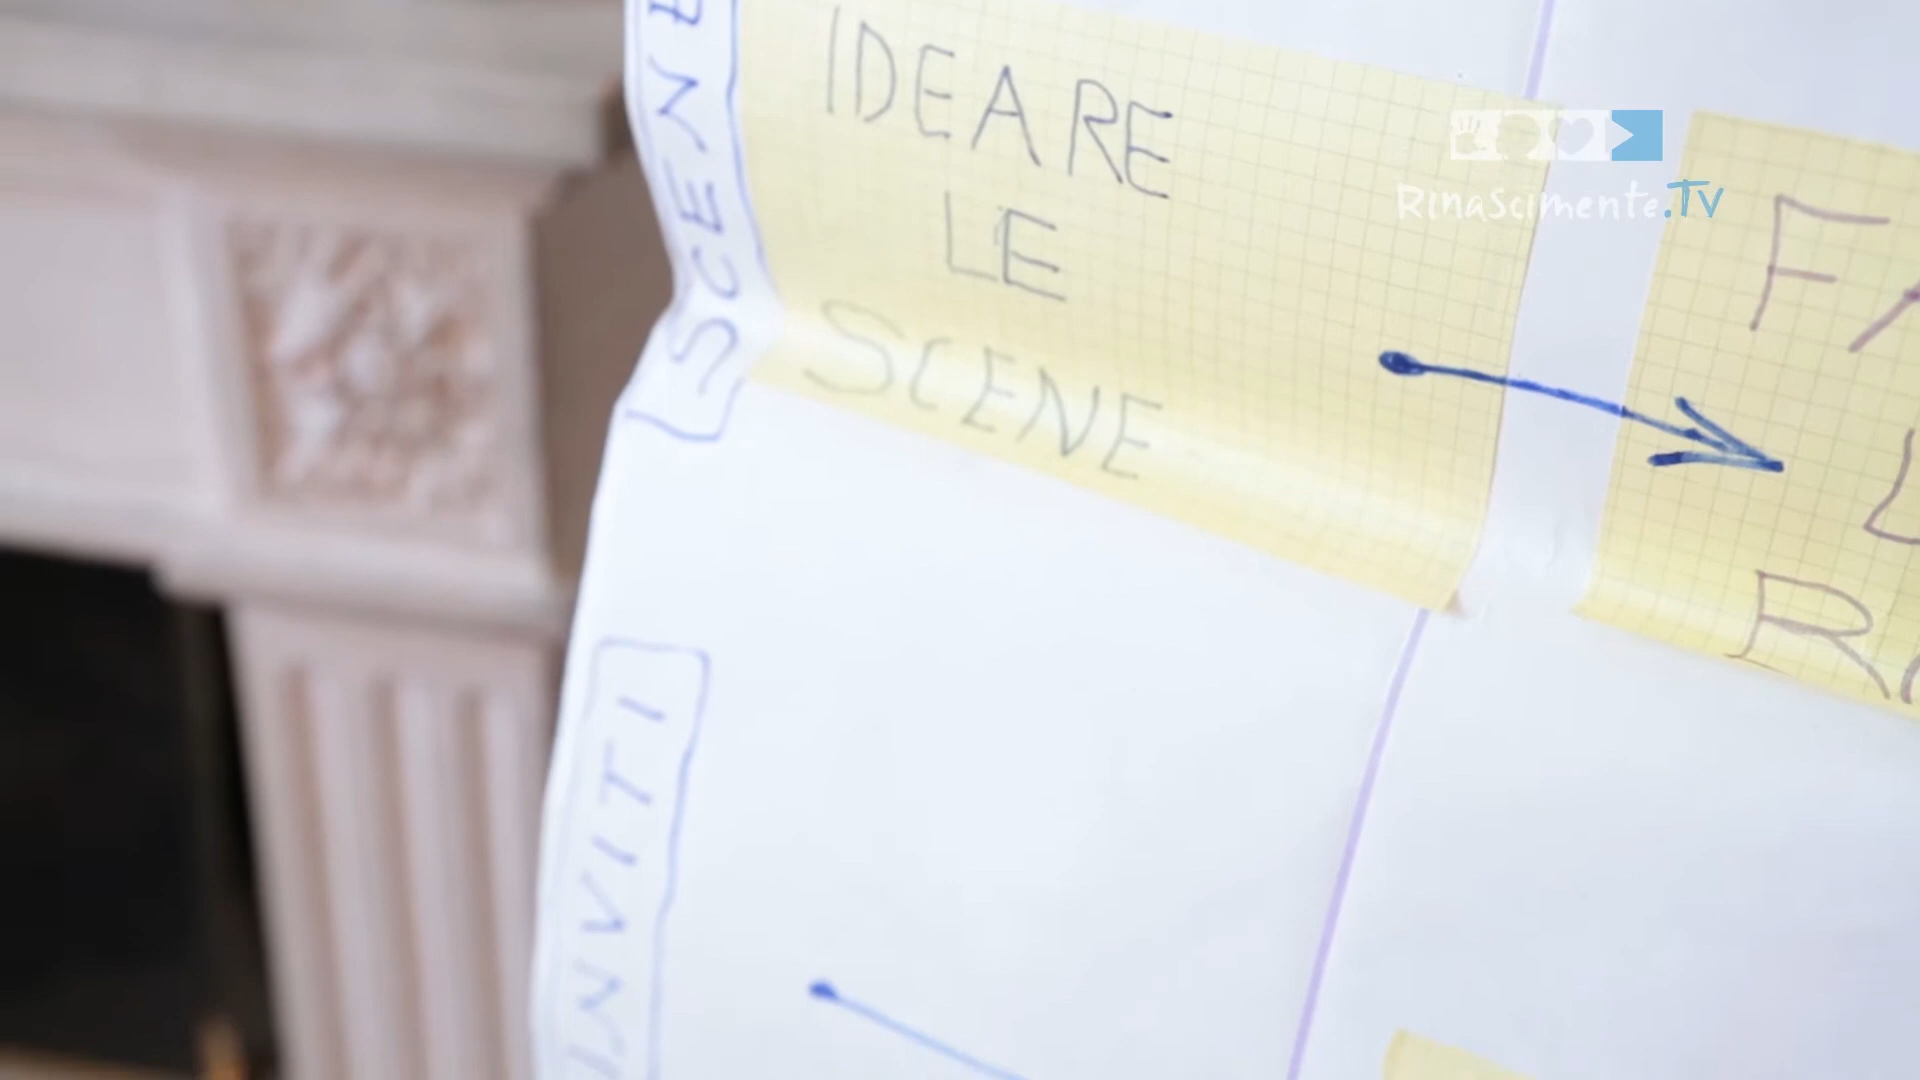 SCENE
IDEARE
LE
SCENE
Rinascimente.TV
INVITI